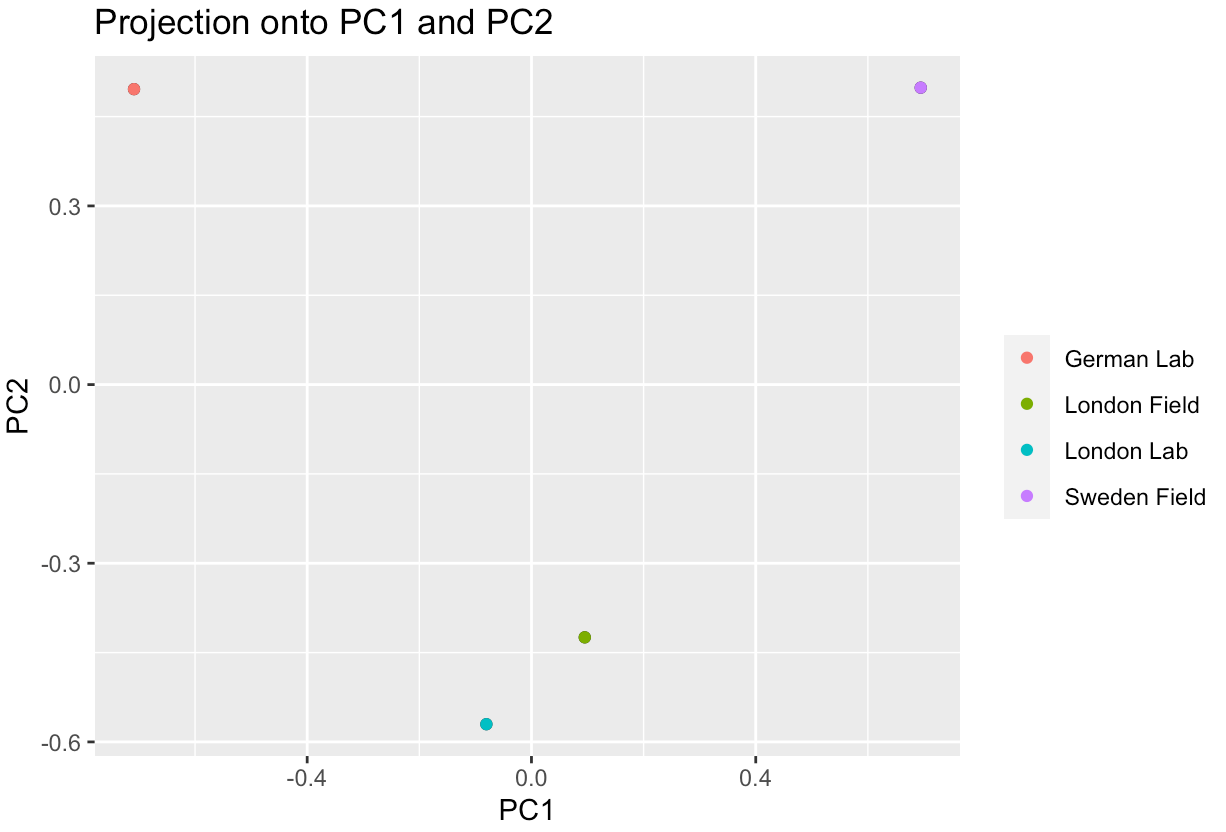 Projection onto PC1 and PC2
PC2
0.3
0.0
-0.3
-0.6
-0.4
0.0
0.4
PC1
German Lab
London Field
London Lab
Sweden Field